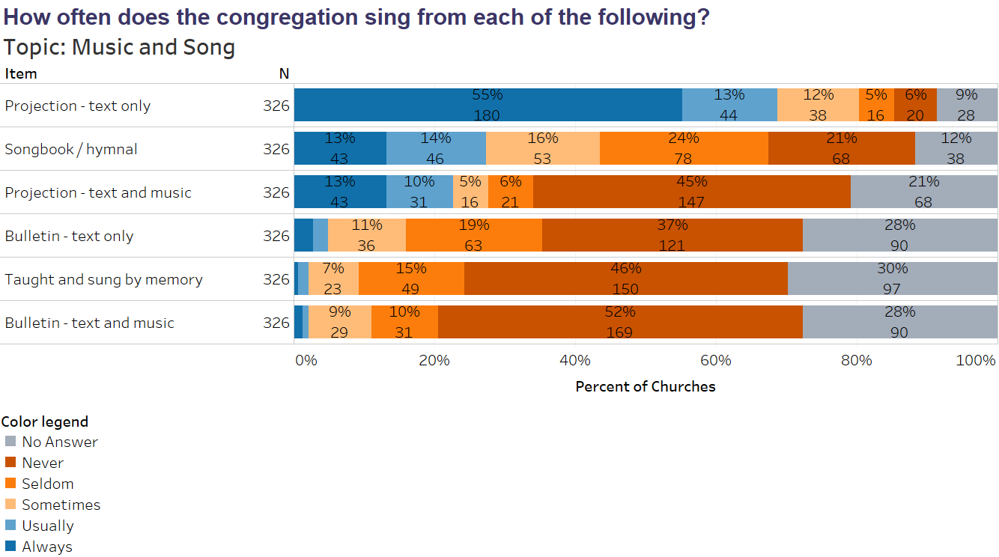 How often does the congregation sing from each of the following?
Topic: Music and Song
Item N
Projection - text only 326 55% 13% 12% 5% 6% 9%
180 44 38 16 20 28
Songbook / hymnal 326 13% 14% 16% 24% 21% 12%
43 46 53 78 68 38
Projection - text and music 326 13% 10% 5% 6% 45% 21%
43 31 16 21 147 68
Bulletin - text only 326 11% 19% 37% 28%
36 63 121 90
Taught and sung by memory 326 7% 15% 46% 30%
23 49 150 97
Bulletin - text and music 326 9% 10% 52% 28%
29 31 169 90
0% 20% 40% 60% 80% 100%
Percent of Churches
Color legend
No Answer
Never
Seldom
Sometimes
Usually
Always